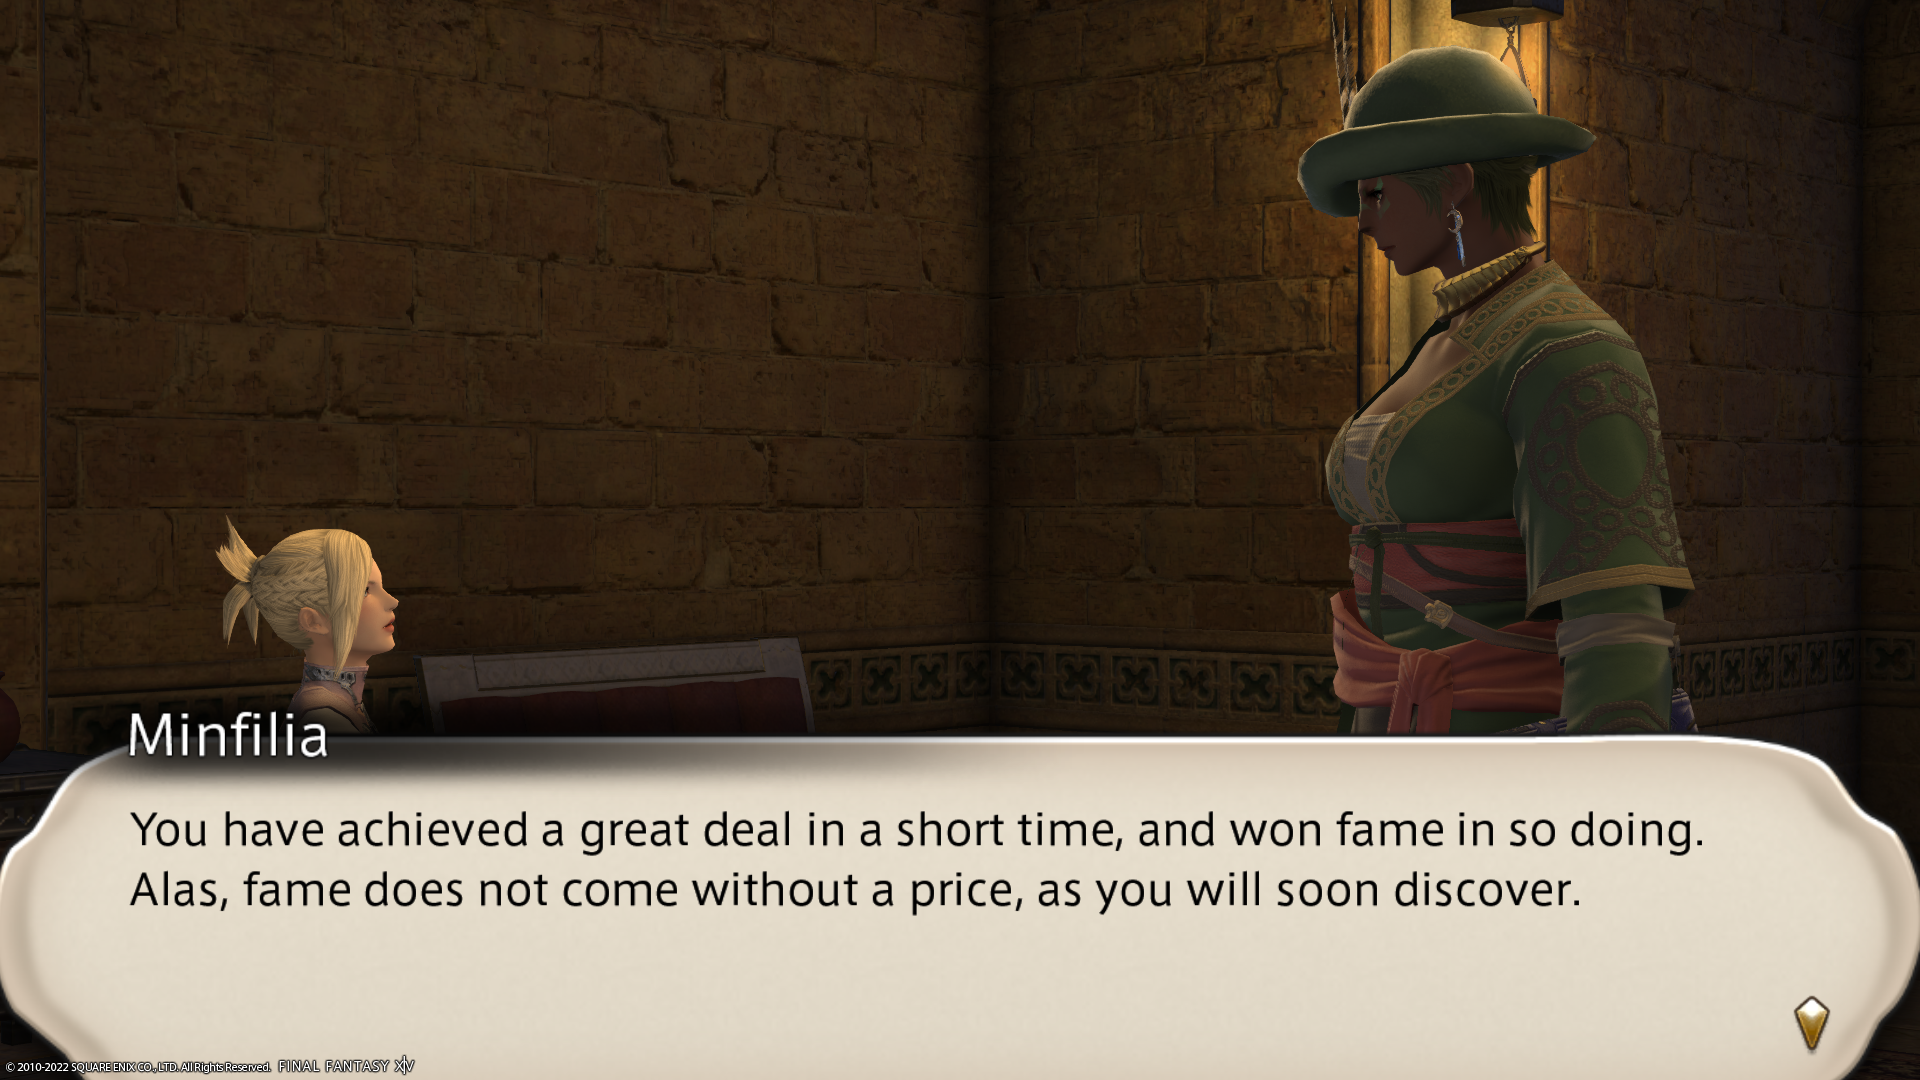 Minfilia
You have achieved a great deal in a short time, and won fame in so doing.
Alas, fame does not come without a price, as you will soon discover.
© 2010-2022 SQUARE ENIX CO., LTD. All Rights Reserved. FINAL FANTASY XIV